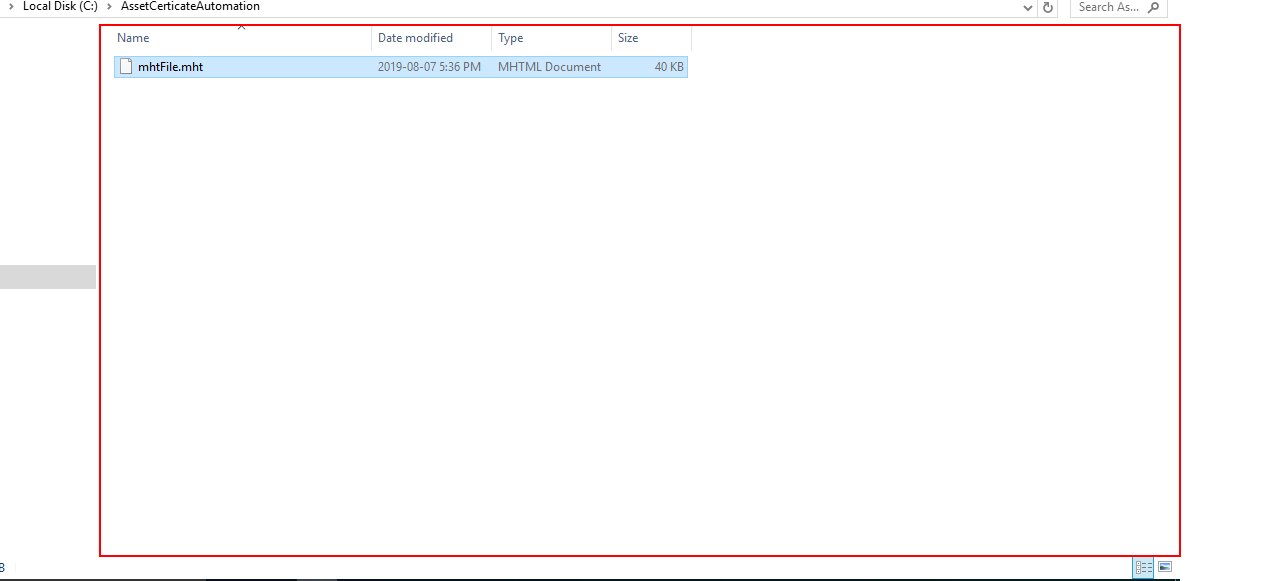 Local Disk (C:) AssetCerticateAutomation Search As...
Name Date modified Type Size
mhtFile.mht 2019-08-07 5:36 PM MHTML Document 40 KB